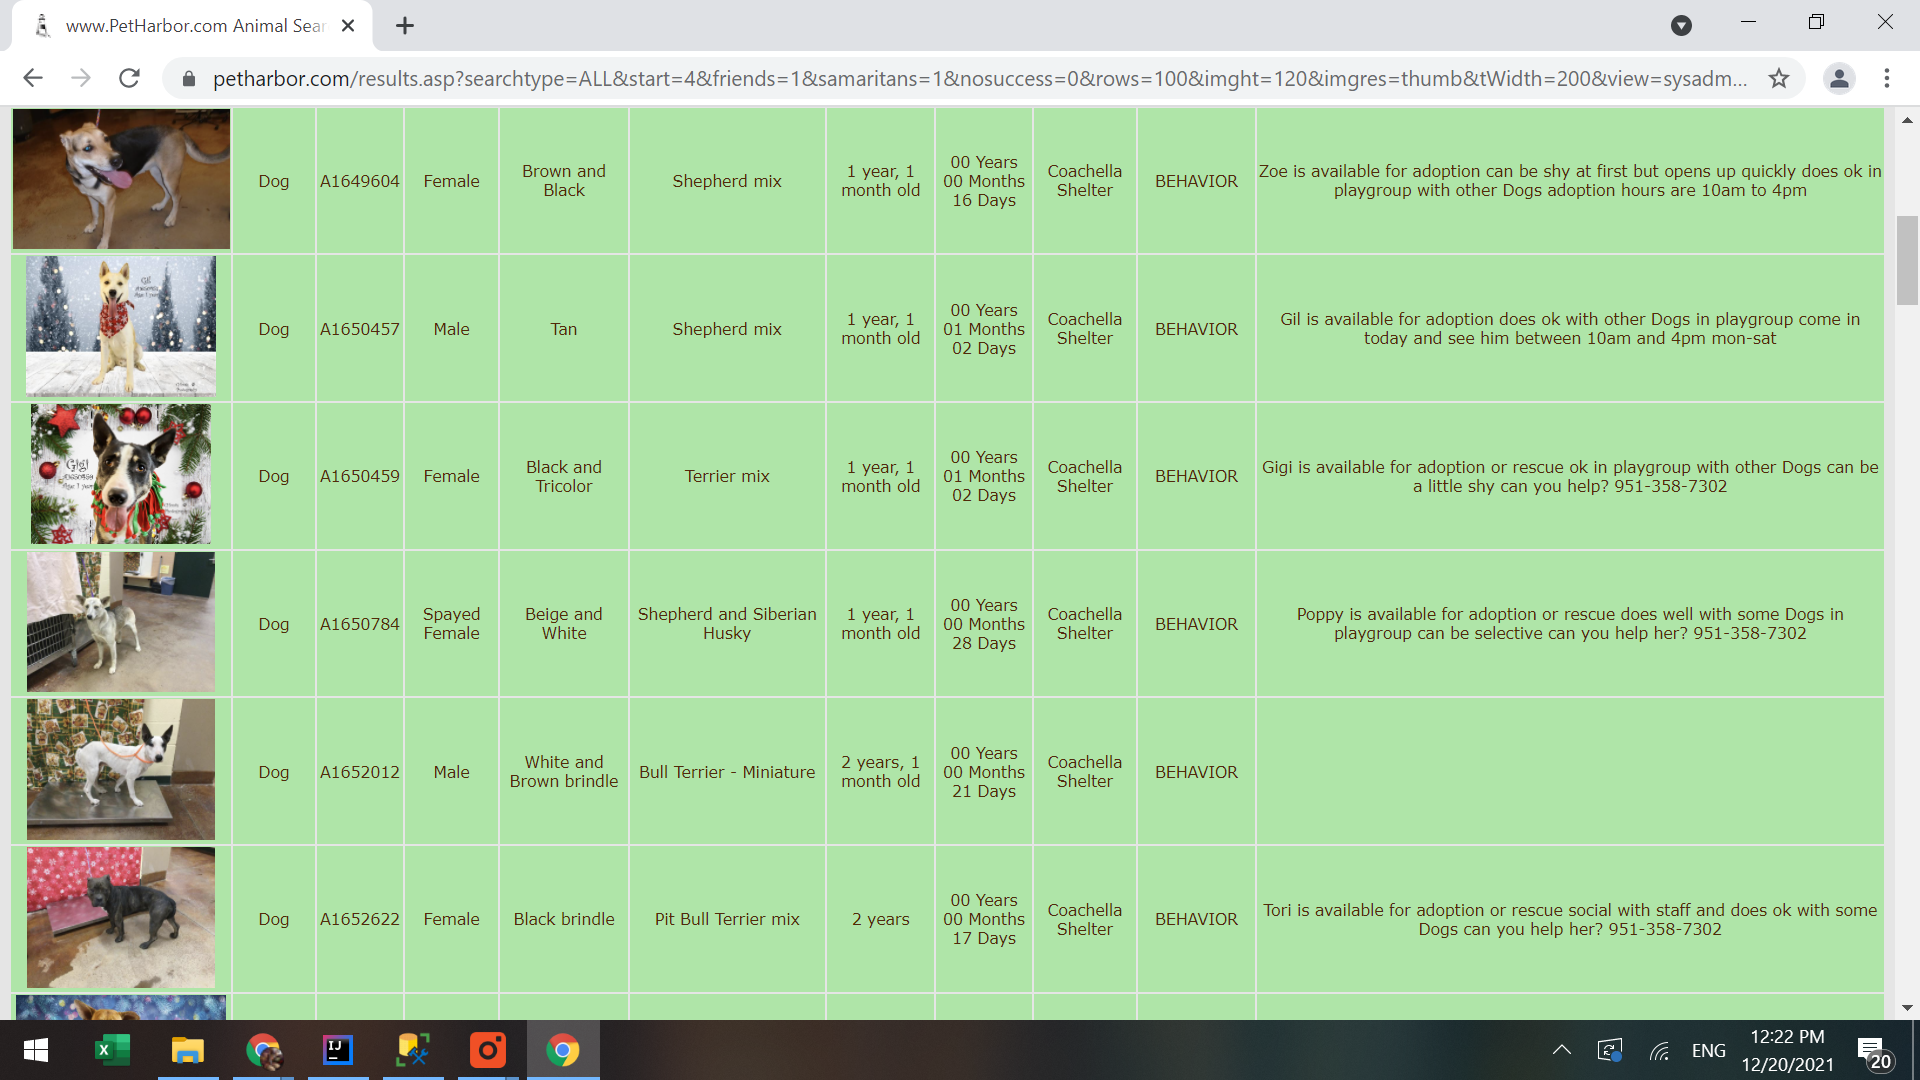 www.PetHarbor.com Animal Sear
petharbor.com/results.asp?searchtype=ALL&start=4&friends=1&samaritans=1&nosuccess=0&rows=100&imght=120&imgres=thumb&tWidth=200&view=sysadm...
Dog
A1649604
Female
Brown and
Black
Shepherd mix
1 year, 1
month old
00 Years
00 Months
16 Days
Coachella
Shelter
BEHAVIOR
Zoe is available for adoption can be shy at first but opens up quickly does ok in
playgroup with other Dogs adoption hours are 10am to 4pm
Gil
Dog
A1650457
Male
Tan
Shepherd mix
1 year, 1
month old
00 Years
01 Months
02 Days
Coachella
Shelter
BEHAVIOR
Gil is available for adoption does ok with other Dogs in playgroup come in
today and see him between 10am and 4pm mon-sat
Gigi
Dog
A1650459
Female
Black and
Tricolor
Terrier mix
1 year, 1
month old
00 Years
01 Months
02 Days
Coachella
Shelter
BEHAVIOR
Gigi is available for adoption or rescue ok in playgroup with other Dogs can be
a little shy can you help? 951-358-7302
Dog
A1650784
Spayed
Female
Beige and
White
Shepherd and Siberian
Husky
1 year, 1
month old
00 Years
00 Months
28 Days
Coachella
Shelter
BEHAVIOR
Poppy is available for adoption or rescue does well with some Dogs in
playgroup can be selective can you help her? 951-358-7302
Dog
A1652012
Male
White and
Brown brindle
Bull Terrier - Miniature
2 years, 1
month old
00 Years
00 Months
21 Days
Coachella
Shelter
BEHAVIOR
Dog
A1652622
Female
Black brindle
Pit Bull Terrier mix
2 years
00 Years
00 Months
17 Days
Coachella
Shelter
BEHAVIOR
Tori is available for adoption or rescue social with staff and does ok with some
Dogs can you help her? 951-358-7302
IJ
ENG
12:22 PM
12/20/2021
20